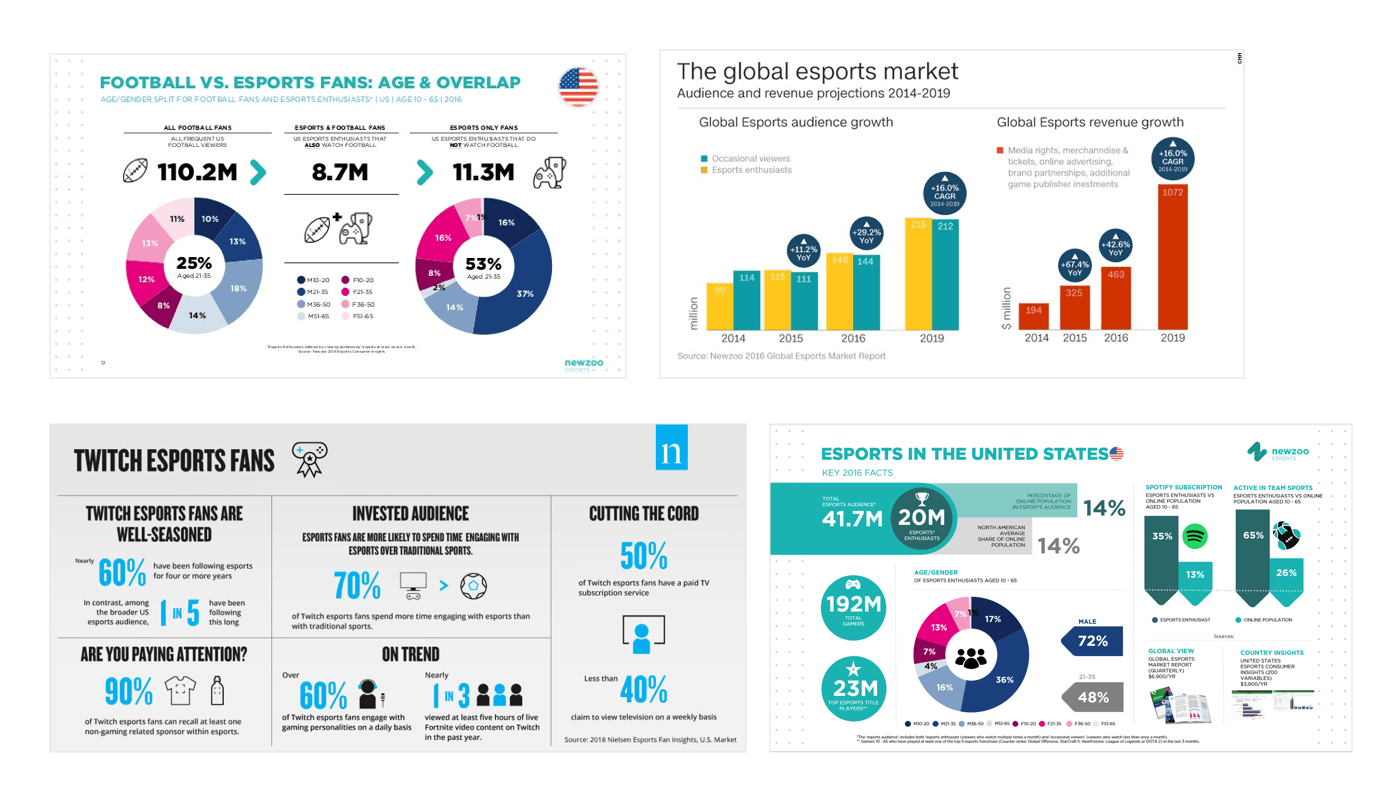 FOOTBALL VS. ESPORTS FANS: AGE & OVERLAP
AGE/GENDER SPLIT FOR FOOTBALL FANS AND ESPORTS ENTHUSIASTS* | US | AGE 10 - 65 | 2016
ALL FOOTBALL FANS
ALL FREQUENT US
FOOTBALL VIEWERS
110.2M
ESPORTS & FOOTBALL FANS
US ESPORTS ENTHUSIASTS THAT
ALSO WATCH FOOTBALL
8.7M
ESPORTS ONLY FANS
US ESPORTS ENTHUSIASTS THAT DO
NOT WATCH FOOTBALL
11.3M
10%
13%
18%
14%
8%
12%
13%
11%
25%
Aged 21-35
M10-20
F10-20
M21-35
F21-35
M36-50
F36-50
M51-65
F51-65
16%
37%
14%
2%
8%
16%
7%
1%
53%
Aged 21-35
*Esports Enthusiasts defined by viewing professional esports at least once a month.
Source: Newzoo 2016 Esports Consumer Insights
12
newzoo
ESPORTS
The global esports market
Audience and revenue projections 2014-2019
CHH
Global Esports audience growth
Occasional viewers
Esports enthusiasts
million
90
114
115
111
+11.2%
YoY
148
144
+29.2%
YoY
215
212
+16.0%
CAGR
2014-2019
2014
2015
2016
2019
Global Esports revenue growth
Media rights, merchanndise &
tickets, online advertising,
brand partnerships, additional
game publisher inestments
$ million
194
325
+67.4%
YoY
463
+42.6%
YoY
1072
+16.0%
CAGR
2014-2019
2014
2015
2016
2019
Source: Newzoo 2016 Global Esports Market Report
TWITCH ESPORTS FANS
n
TWITCH ESPORTS FANS ARE
WELL-SEASONED
Nearly
60%
have been following esports
for four or more years
In contrast, among
the broader US
esports audience,
1 IN 5
have been
following
this long
INVESTED AUDIENCE
ESPORTS FANS ARE MORE LIKELY TO SPEND TIME ENGAGING WITH
ESPORTS OVER TRADITIONAL SPORTS.
70%
>
of Twitch esports fans spend more time engaging with esports than
with traditional sports.
CUTTING THE CORD
50%
of Twitch esports fans have a paid TV
subscription service
Less than
40%
claim to view television on a weekly basis
ARE YOU PAYING ATTENTION?
90%
of Twitch esports fans can recall at least one
non-gaming related sponsor within esports.
ON TREND
Over
60%
of Twitch esports fans engage with
gaming personalities on a daily basis
Nearly
1 IN 3
viewed at least five hours of live
Fortnite video content on Twitch
in the past year.
Source: 2018 Nielsen Esports Fan Insights, U.S. Market
ESPORTS IN THE UNITED STATES
KEY 2016 FACTS
newzoo
ESPORTS
TOTAL
ESPORTS AUDIENCE*
41.7M
20M
ESPORTS*
ENTHUSIASTS
PERCENTAGE OF
ONLINE POPULATION
IN ESPORTS AUDIENCE
14%
NORTH AMERICAN
AVERAGE
SHARE OF ONLINE
POPULATION
14%
192M
TOTAL
GAMERS
23M
TOP ESPORTS TITLE
PLAYERS**
AGE/GENDER
OF ESPORTS ENTHUSIASTS AGED 10 - 65
17%
36%
16%
4%
7%
13%
7%
1%
MALE
72%
21-35
48%
M10-20
M21-35
M36-50
M51-65
F10-20
F21-35
F36-50
F51-65
SPOTIFY SUBSCRIPTION
ESPORTS ENTHUSIASTS VS
ONLINE POPULATION
AGED 10 - 65
35%
13%
ACTIVE IN TEAM SPORTS
ESPORTS ENTHUSIASTS VS ONLINE
POPULATION AGED 10 - 65
65%
26%
ESPORTS ENTHUSIAST
ONLINE POPULATION
Sources:
GLOBAL VIEW
GLOBAL ESPORTS
MARKET REPORT
(QUARTERLY)
$6,900/YR
COUNTRY INSIGHTS
UNITED STATES
ESPORTS CONSUMER
INSIGHTS (200
VARIABLES)
$3,900/YR
*The 'esports audience' includes both 'esports enthusiast' (viewers who watch multiple times a month) and 'occasional viewers' (viewers who watch less than once a month).
** Gamers 10 - 65 who have played at least one of the top 5 esports franchises (Counter-strike: Global Offensive, StarCraft II, Hearthstone, League of Legends or DOTA 2) in the last 3 months.